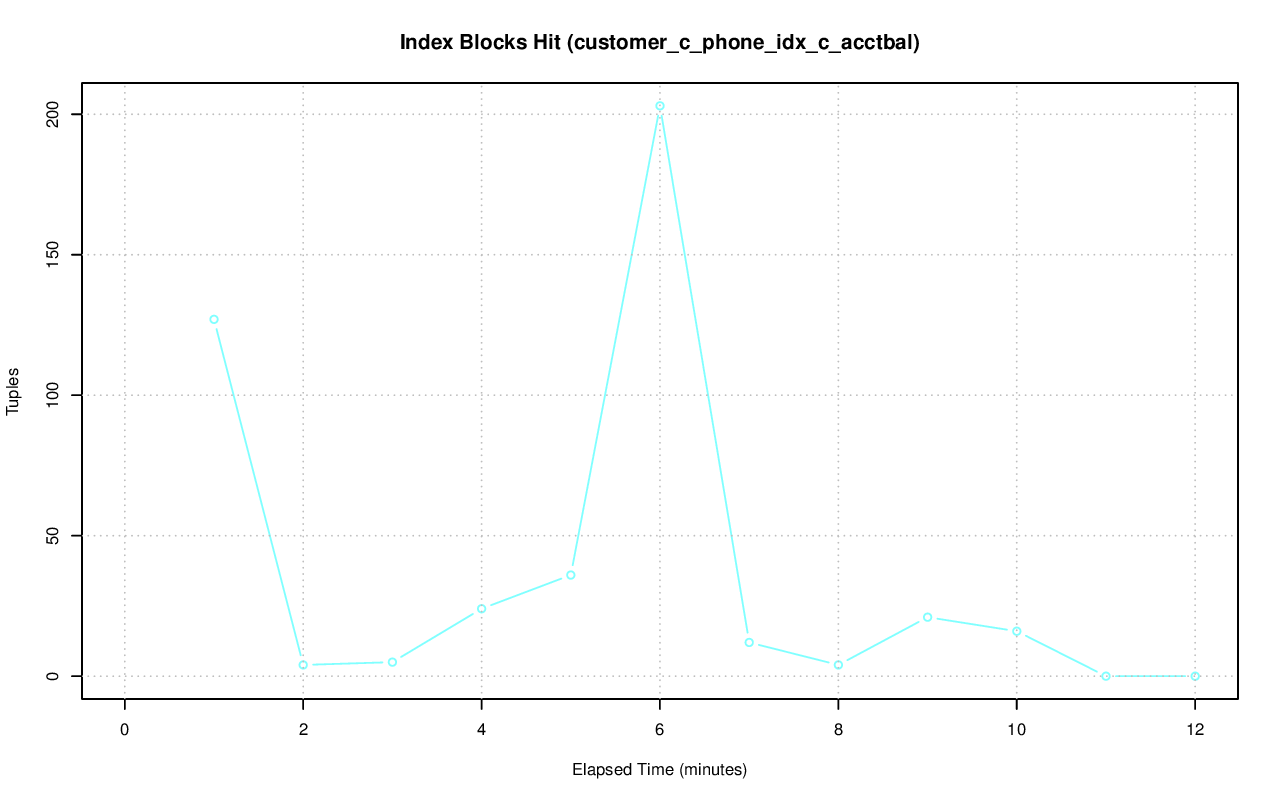 Index Blocks Hit (customer_c_phone_idx_c_acctbal)
Tuples
200
150
100
50
0
0 2 4 6 8 10 12
Elapsed Time (minutes)